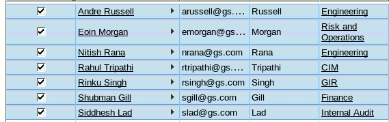 Andre Russell arussell@gs.... Russell Engineering
Eoin Morgan emorgan@gs... Morgan Risk and Operations
Nitish Rana nrana@gs.com Rana Engineering
Rahul Tripathi rtripathi@gs.... Tripathi CIM
Rinku Singh rsingh@gs.com Singh GIR
Shubman Gill sgill@gs.com Gill Finance
Siddhesh Lad slad@gs.com Lad Internal Audit